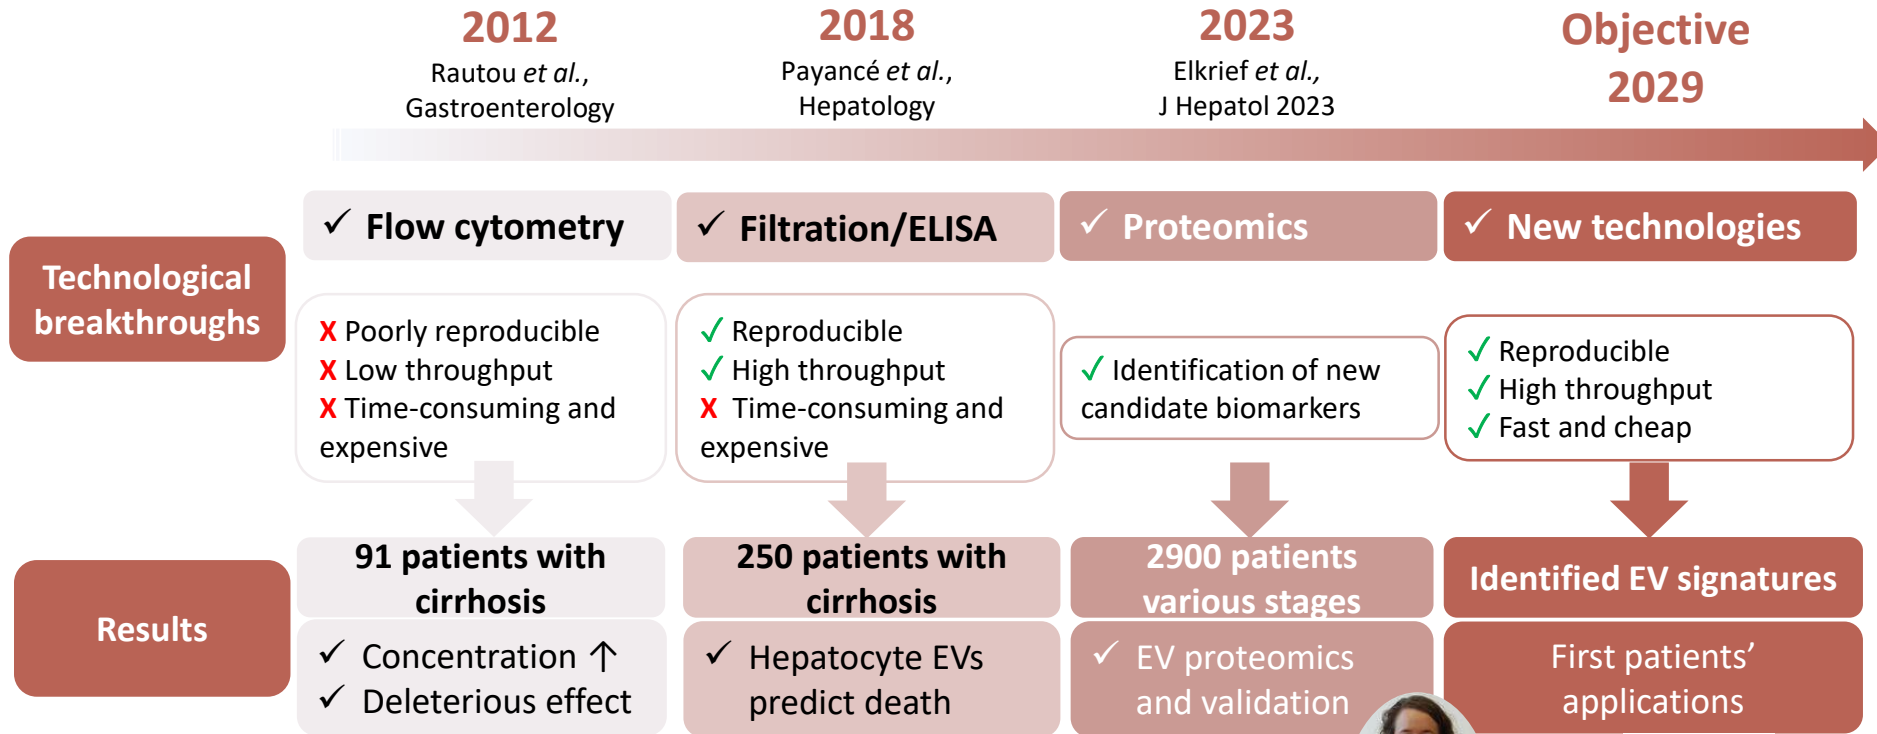 2012
Rautou et al.,
Gastroenterology
2018
Payancé et al.,
Hepatology
2023
Elkrief et al.,
J Hepatol 2023
Objective
2029
Technological
breakthroughs
✓ Flow cytometry
✓ Filtration/ELISA
✓ Proteomics
✓ New technologies
X Poorly reproducible
X Low throughput
X Time-consuming and
expensive
✓ Reproducible
✓ High throughput
X Time-consuming and
expensive
✓ Identification of new
candidate biomarkers
✓ Reproducible
✓ High throughput
✓ Fast and cheap
Results
91 patients with
cirrhosis
250 patients with
cirrhosis
2900 patients
various stages
Identified EV signatures
✓ Concentration ↑
✓ Deleterious effect
✓ Hepatocyte EVs
predict death
✓ EV proteomics
and validation
First patients’
applications